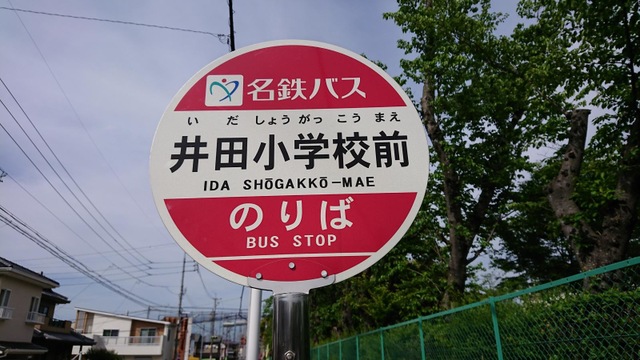 名鉄バス
いだしょうがっこうまえ
井田小学校前
IDA SHŌGAKKŌ-MAE
のりば
BUS STOP